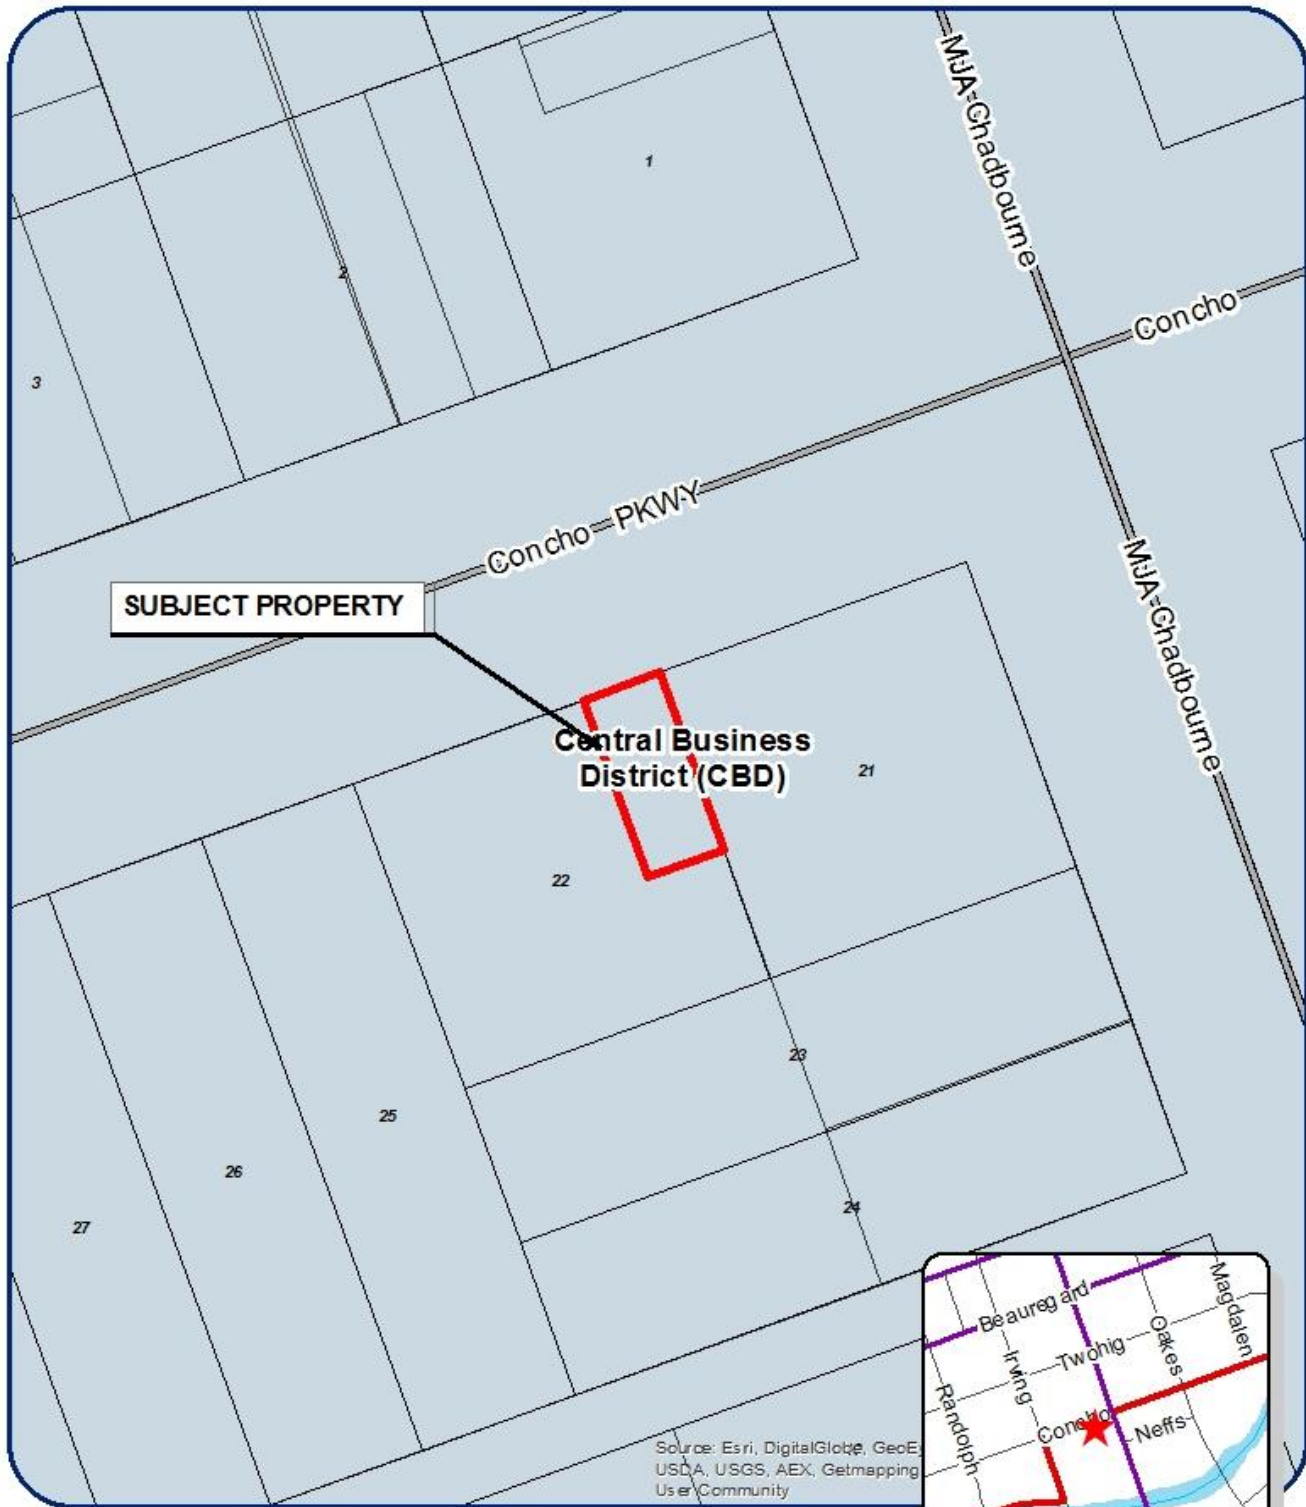 MJA-Chadbourne
1
2
Concho
3
Concho PKWY
MJA-Chadbourne
SUBJECT PROPERTY
Central Business
District (CBD)
21
22
23
25
26
24
27
Beauregard
Magdalen
Oakes
Twohig
Irving
Randolph
Concho
Neffs
Source: Esri, DigitalGlobe, GeoEy
USDA, USGS, AEX, Getmapping
User Community